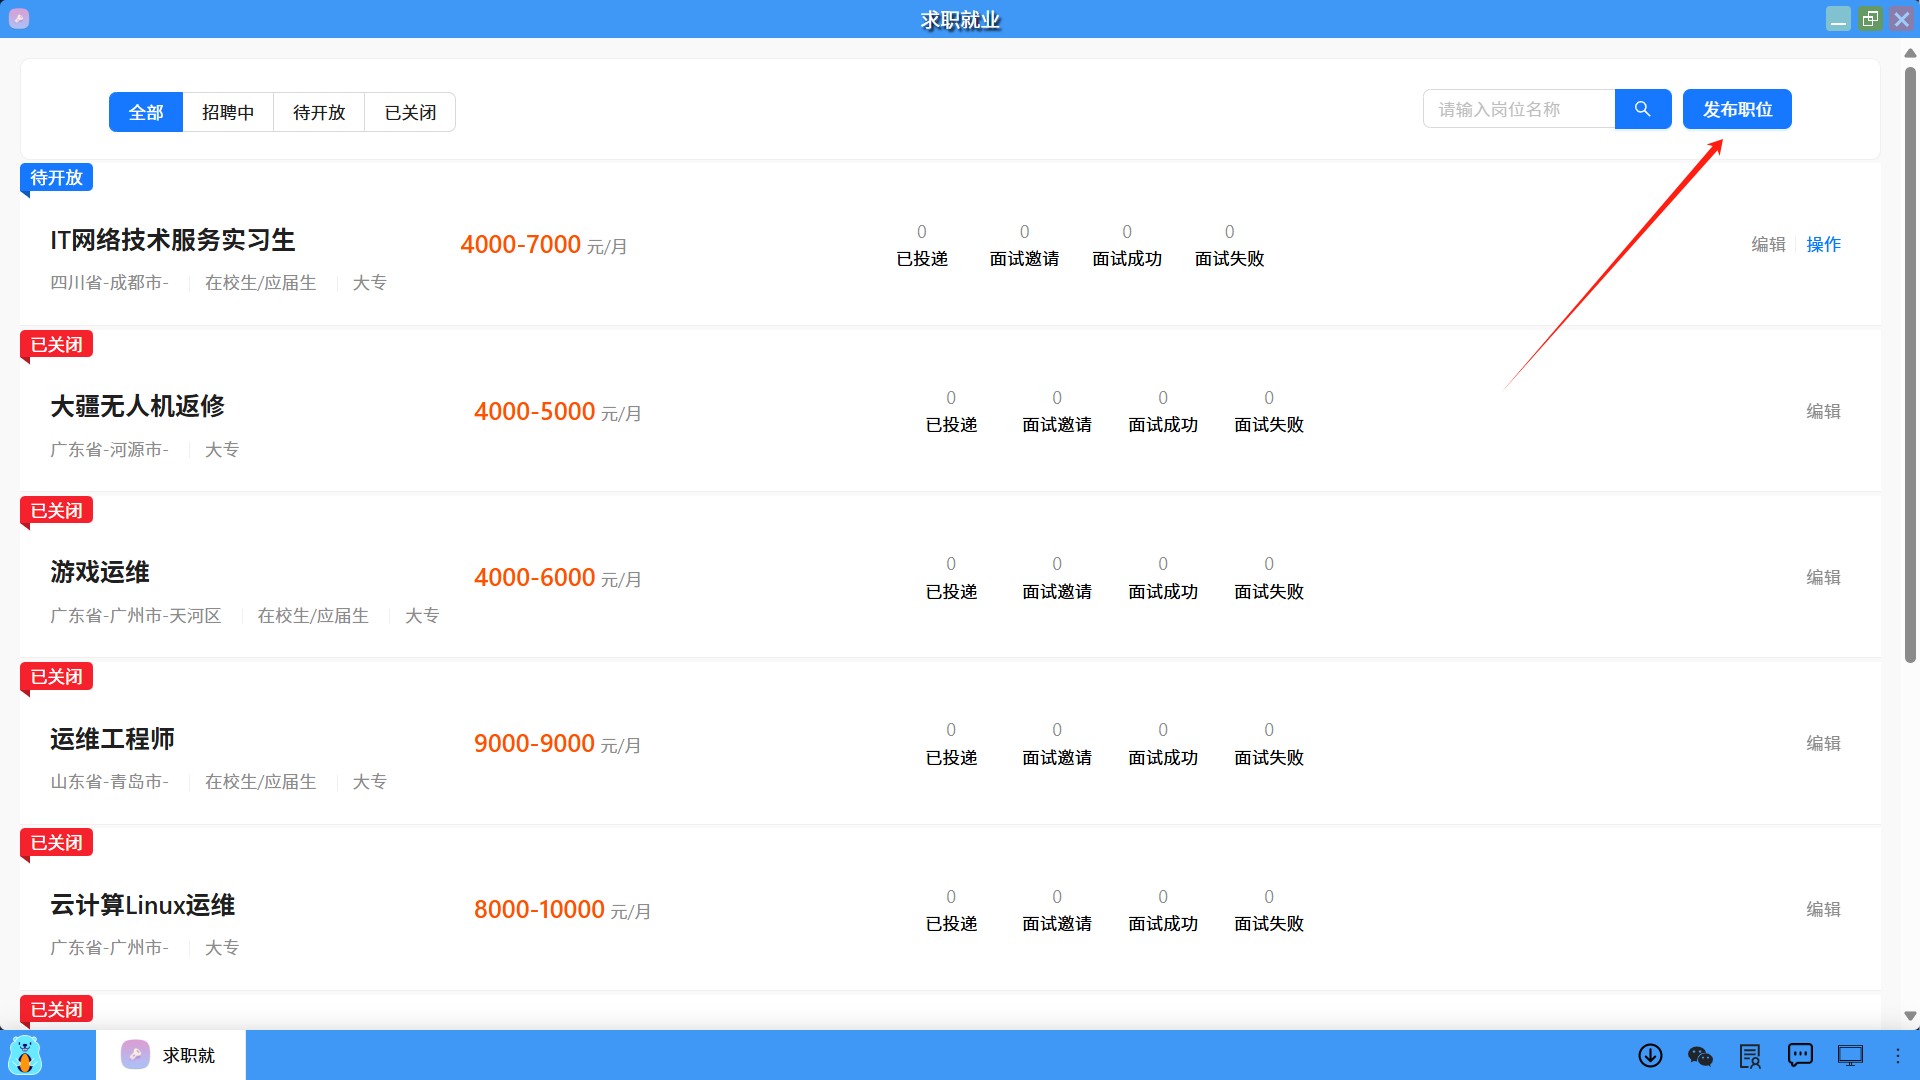 求职就业
全部 招聘中 待开放 已关闭 请输入岗位名称 发布职位
待开放
IT网络技术服务实习生 4000-7000 元/月 0 0 0 0
已投递 面试邀请 面试成功 面试失败 编辑 操作
四川省-成都市- 在校生/应届生 大专
已关闭
大疆无人机返修 4000-5000 元/月 0 0 0 0
已投递 面试邀请 面试成功 面试失败 编辑
广东省-河源市- 大专
已关闭
游戏运维 4000-6000 元/月 0 0 0 0
已投递 面试邀请 面试成功 面试失败 编辑
广东省-广州市-天河区 在校生/应届生 大专
已关闭
运维工程师 9000-9000 元/月 0 0 0 0
已投递 面试邀请 面试成功 面试失败 编辑
山东省-青岛市- 在校生/应届生 大专
已关闭
云计算Linux运维 8000-10000 元/月 0 0 0 0
已投递 面试邀请 面试成功 面试失败 编辑
广东省-广州市- 大专
已关闭
求职就